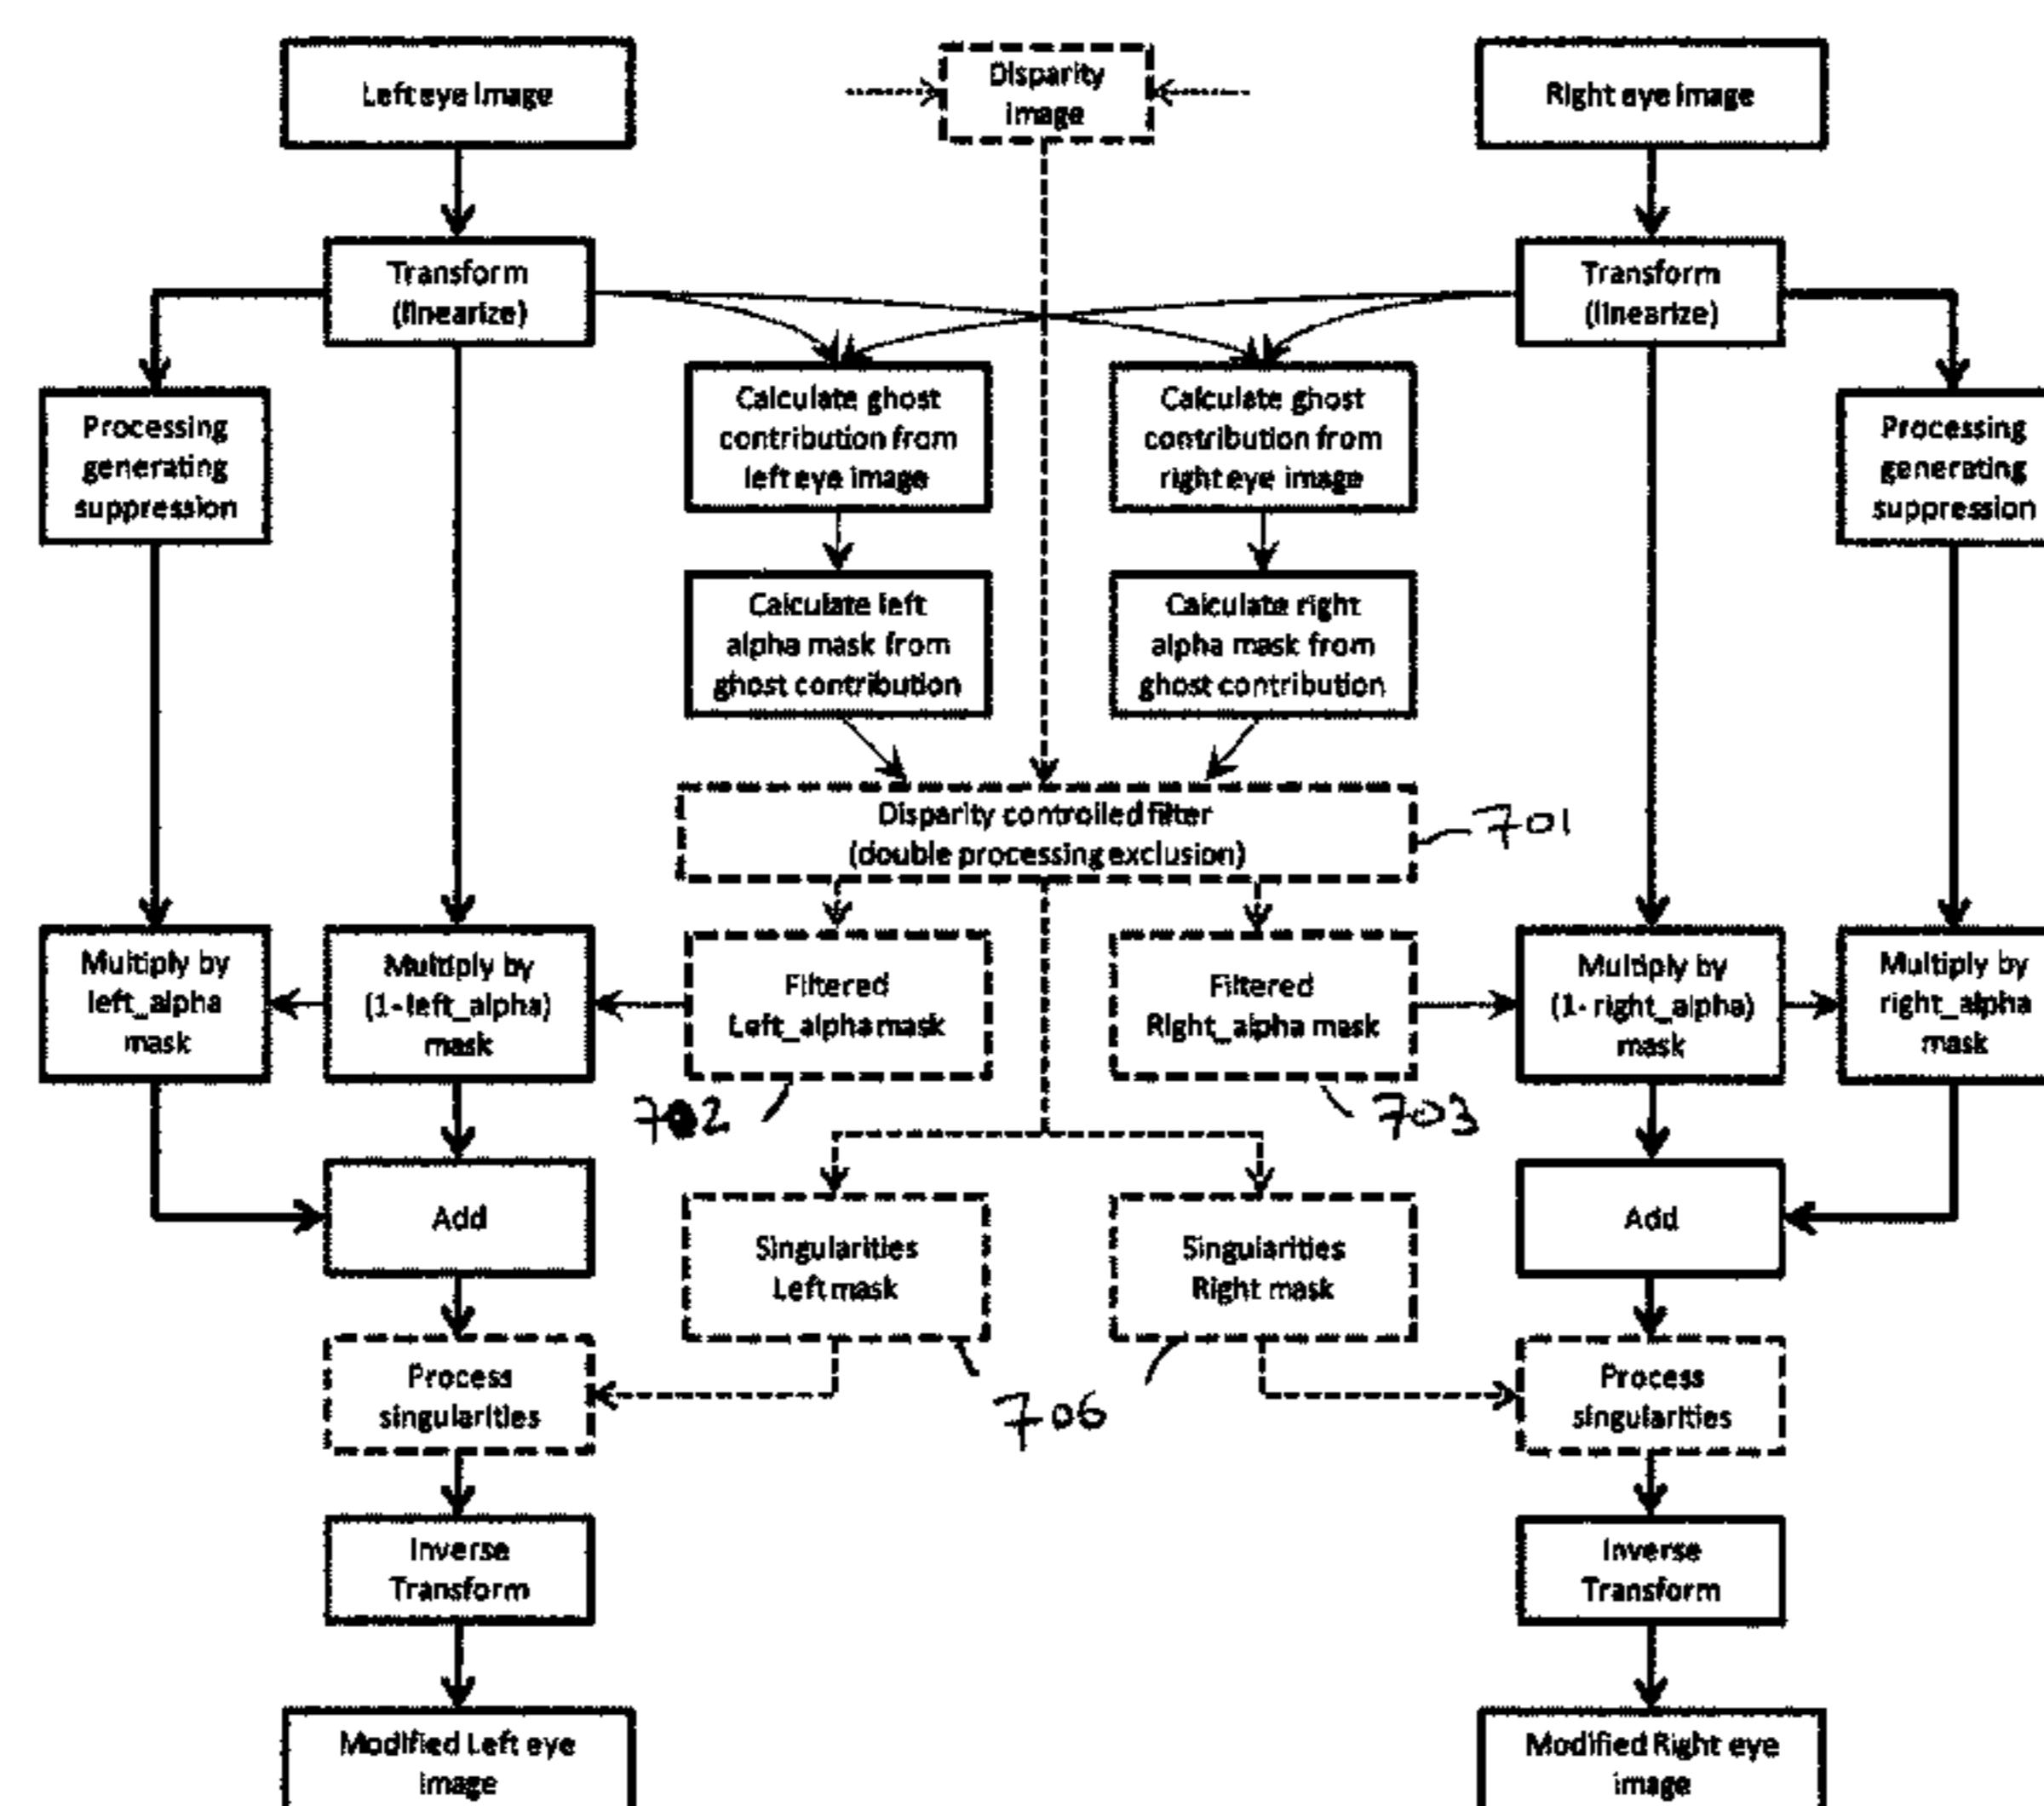 Left eye image
Disparity
image
Right eye image
Transform
(linearize)
Transform
(linearize)
Processing
generating
suppression
Calculate ghost
contribution from
left eye image
Calculate ghost
contribution from
right eye image
Processing
generating
suppression
Calculate left
alpha mask from
ghost contribution
Calculate right
alpha mask from
ghost contribution
Disparity controlled filter
(double processing exclusion)
701
Multiply by
left_alpha
mask
Multiply by
(1-left_alpha)
mask
Filtered
Left_alpha mask
Filtered
Right_alpha mask
Multiply by
(1- right_alpha)
mask
Multiply by
right_alpha
mask
702
703
Add
Singularities
Left mask
Singularities
Right mask
Add
Process
singularities
706
Process
singularities
Inverse
Transform
Inverse
Transform
Modified Left eye
image
Modified Right eye
image